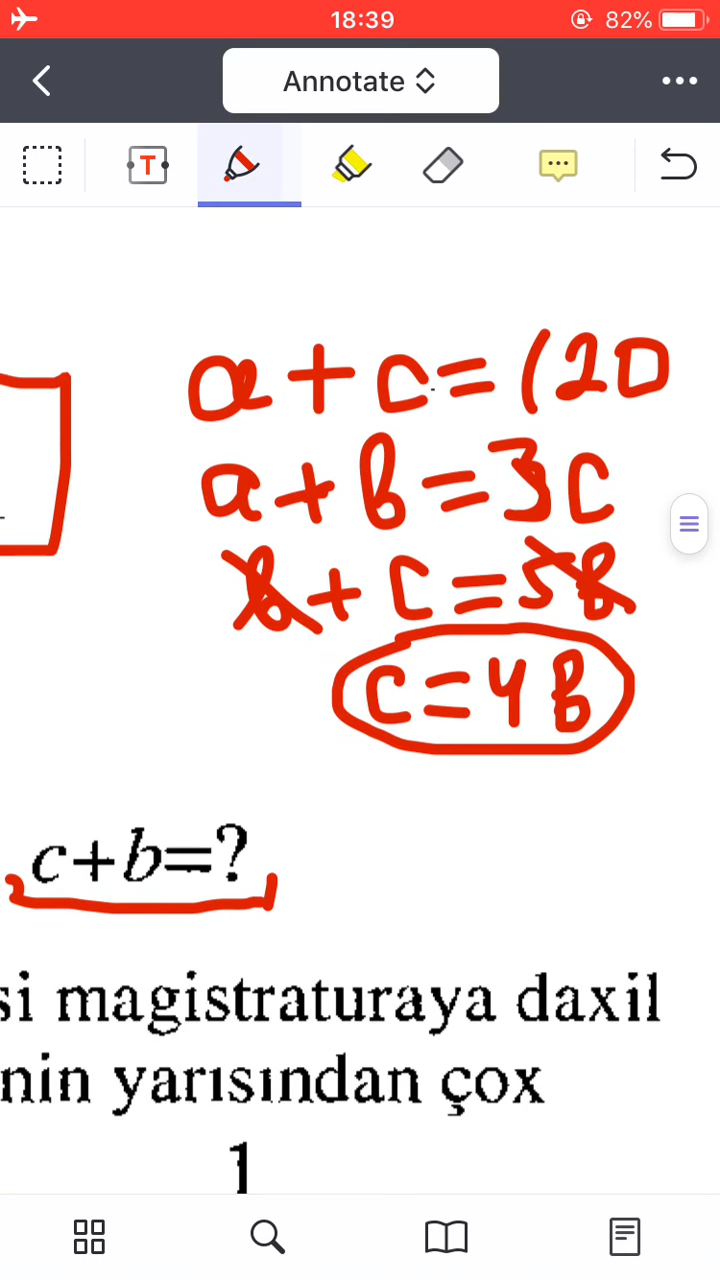 18:39
82%
Annotate
T
a+c=120
a+b=3c
b+c=5b
c=4b
c+b=?
si magistraturaya daxil
nin yarısından çox
1